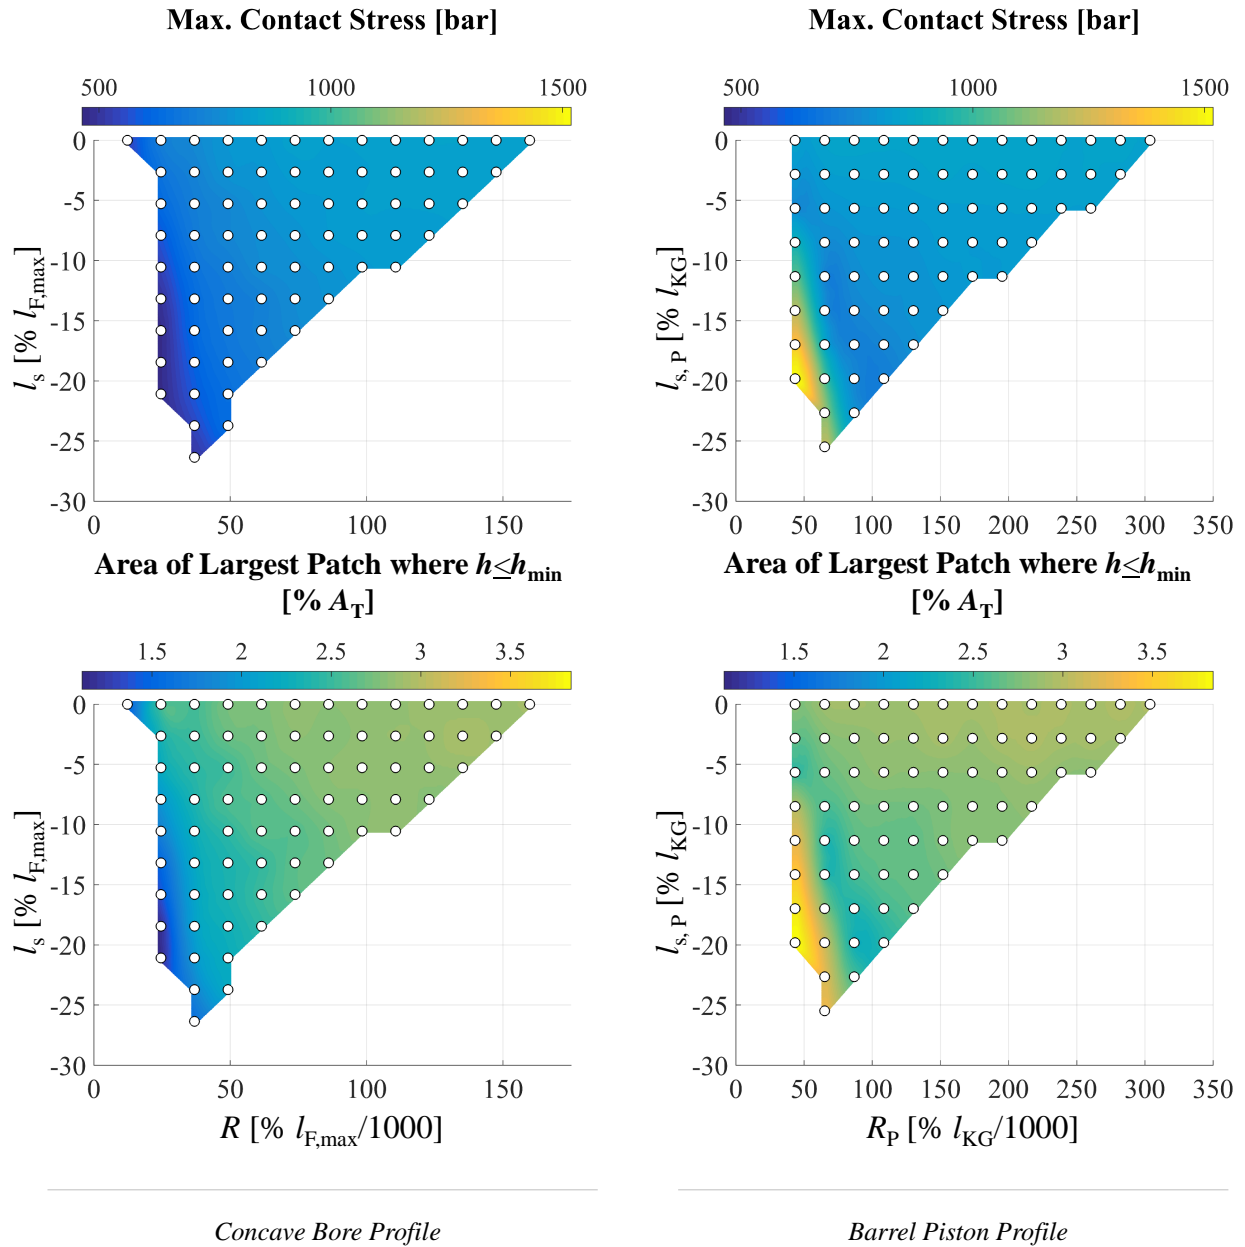 Max. Contact Stress [bar]
Max. Contact Stress [bar]
500 1000 1500
500 1000 1500
0
-5
-10
-15
-20
-25
-30
l_s [% l_F,max]
0 50 100 150
0
-5
-10
-15
-20
-25
-30
l_s, P [% l_KG]
0 50 100 150 200 250 300 350
Area of Largest Patch where h≤h_min
[% A_T]
Area of Largest Patch where h≤h_min
[% A_T]
1.5 2 2.5 3 3.5
1.5 2 2.5 3 3.5
0
-5
-10
-15
-20
-25
-30
l_s [% l_F,max]
0 50 100 150
R [% l_F,max/1000]
0
-5
-10
-15
-20
-25
-30
l_s, P [% l_KG]
0 50 100 150 200 250 300 350
R_P [% l_KG/1000]
Concave Bore Profile
Barrel Piston Profile